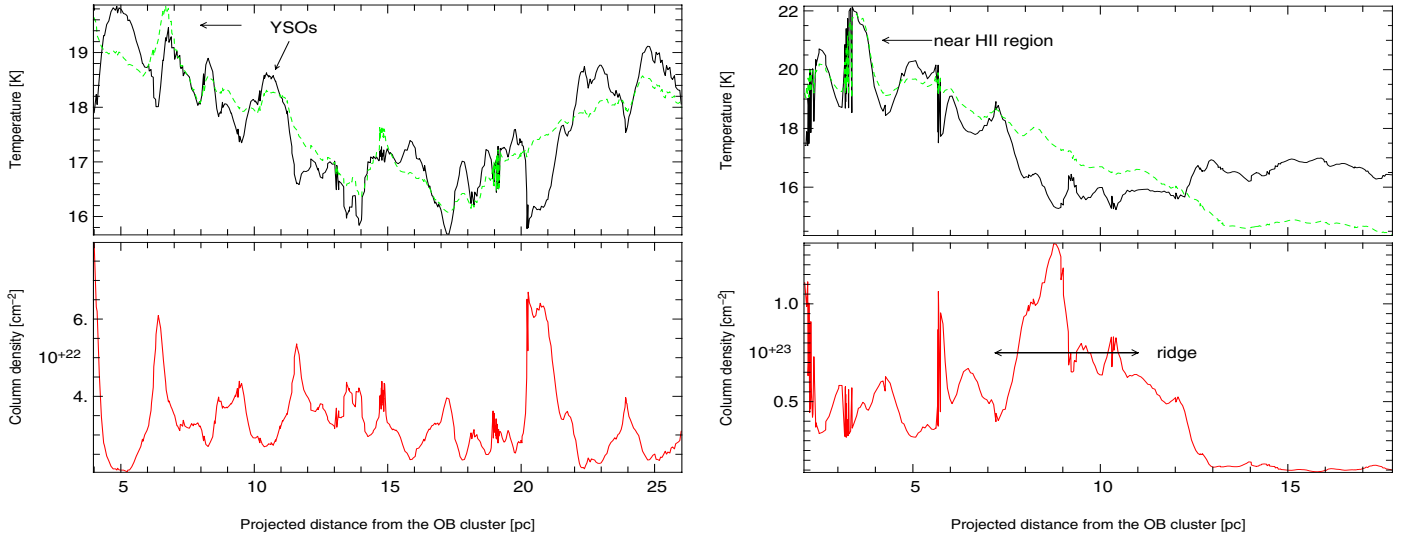 YSOs
19
18
17
16
Temperature [K]
6.
10+22
4.
Column density [cm−2]
5
10
15
20
25
Projected distance from the OB cluster [pc]
22
near HII region
20
18
16
Temperature [K]
1.0
10+23
ridge
0.5
Column density [cm−2]
5
10
15
Projected distance from the OB cluster [pc]